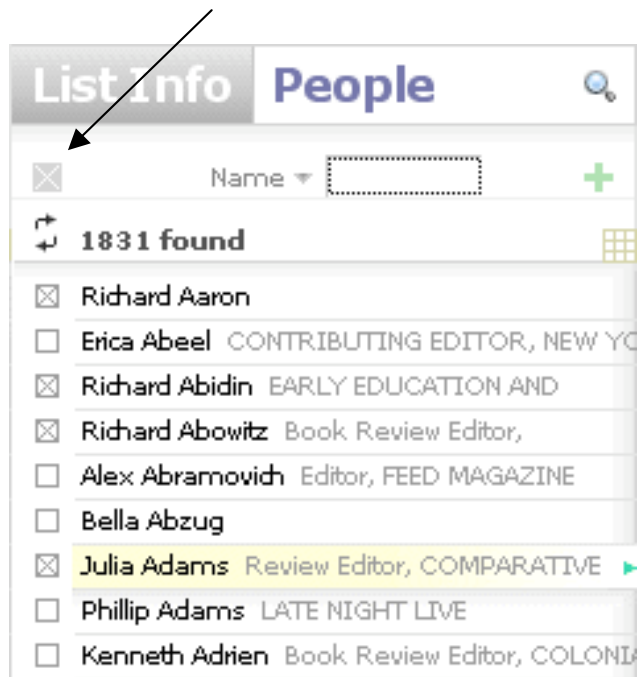 List Info People
Name
1831 found
Richard Aaron
Erica Abeel CONTRIBUTING EDITOR, NEW YO
Richard Abidin EARLY EDUCATION AND
Richard Abowitz Book Review Editor,
Alex Abramovich Editor, FEED MAGAZINE
Bella Abzug
Julia Adams Review Editor, COMPARATIVE
Phillip Adams LATE NIGHT LIVE
Kenneth Adrien Book Review Editor, COLONIA